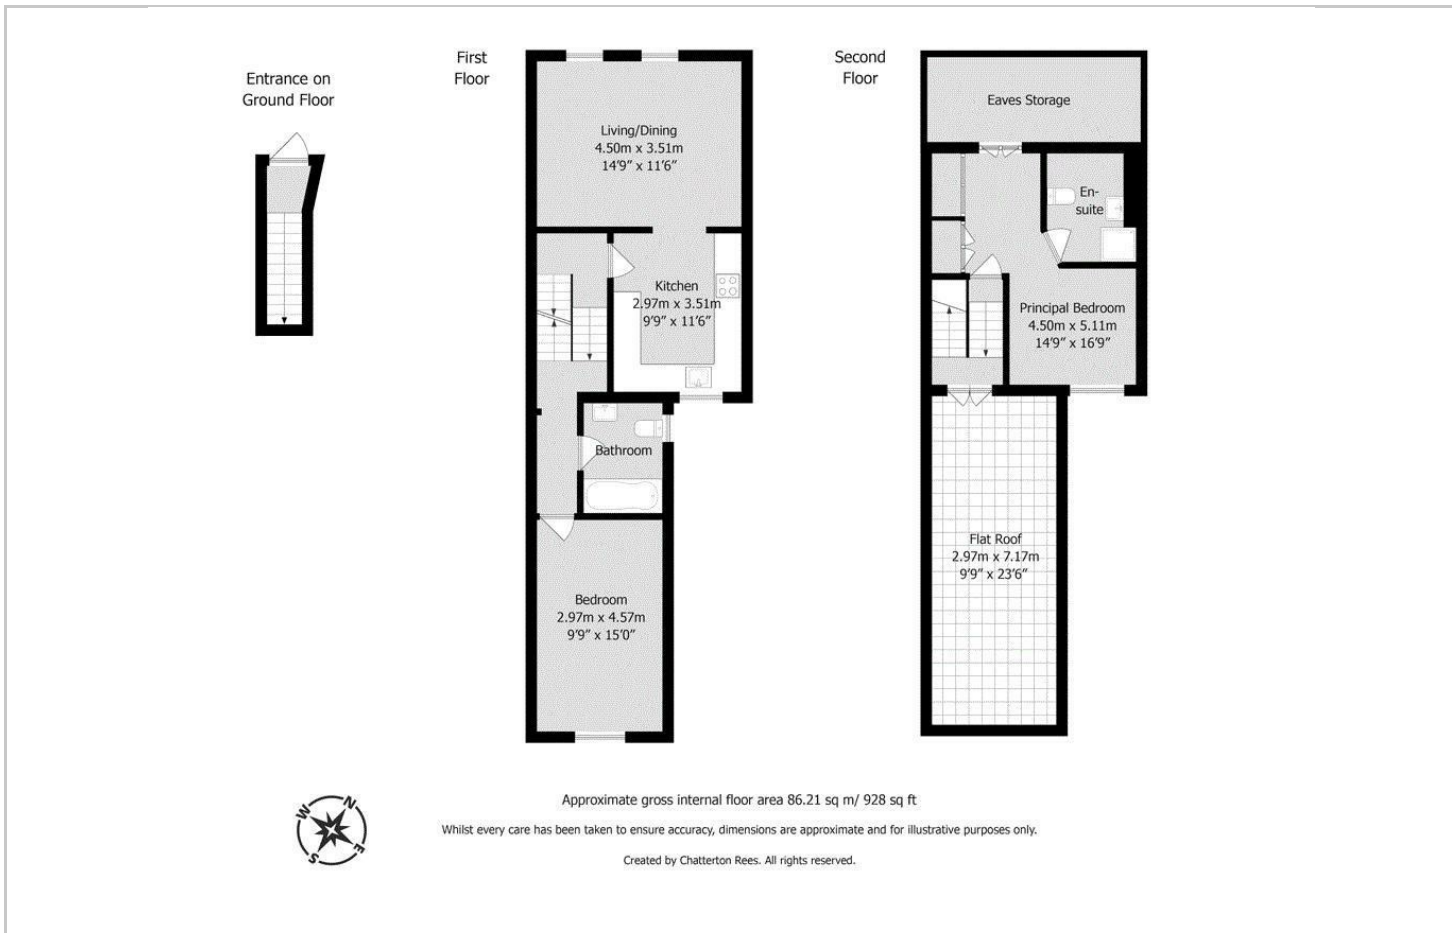 Entrance on
Ground Floor
First
Floor
Living/Dining
4.50m x 3.51m
14'9" x 11'6"
Kitchen
2.97m x 3.51m
9'9" x 11'6"
Bathroom
Bedroom
2.97m x 4.57m
9'9" x 15'0"
Second
Floor
Eaves Storage
En-
suite
Principal Bedroom
4.50m x 5.11m
14'9" x 16'9"
Flat Roof
2.97m x 7.17m
9'9" x 23'6"
N
W
E
S
Approximate gross internal floor area 86.21 sq m/ 928 sq ft
Whilst every care has been taken to ensure accuracy, dimensions are approximate and for illustrative purposes only.
Created by Chatterton Rees. All rights reserved.